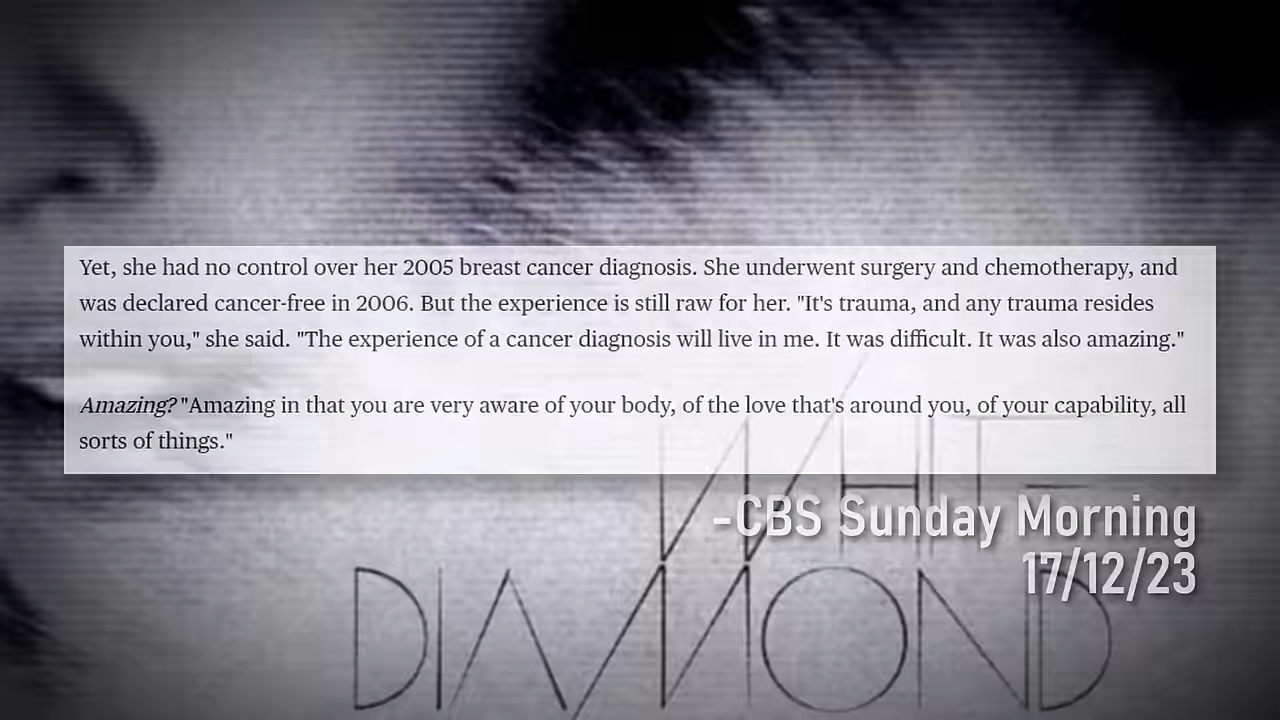 Yet, she had no control over her 2005 breast cancer diagnosis. She underwent surgery and chemotherapy, and
was declared cancer-free in 2006. But the experience is still raw for her. "It's trauma, and any trauma resides
within you," she said. "The experience of a cancer diagnosis will live in me. It was difficult. It was also amazing."
Amazing? "Amazing in that you are very aware of your body, of the love that's around you, of your capability, all
sorts of things."
WHITE
-CBS Sunday Morning
17/12/23
DIAMOND